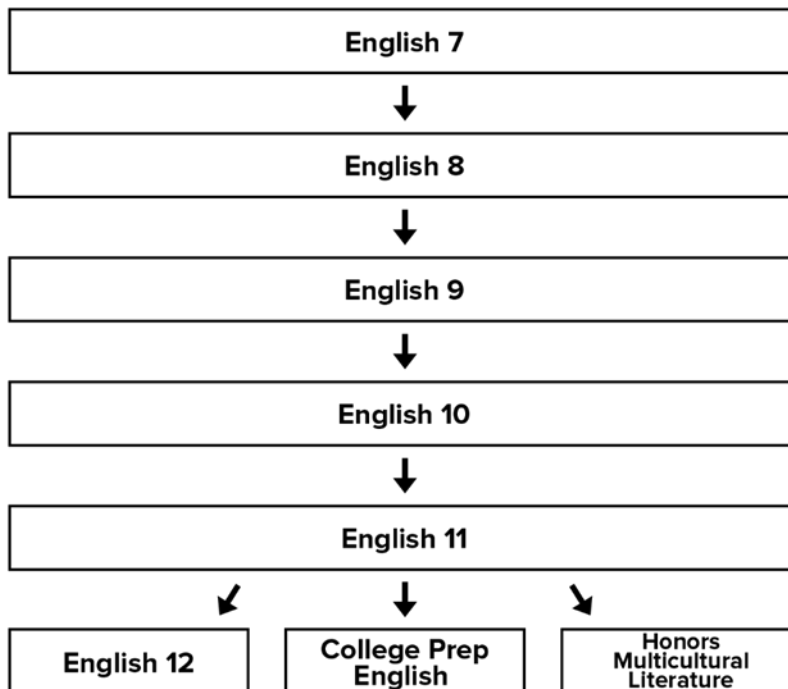 English 7
English 8
English 9
English 10
English 11
English 12
College Prep
English
Honors
Multicultural
Literature